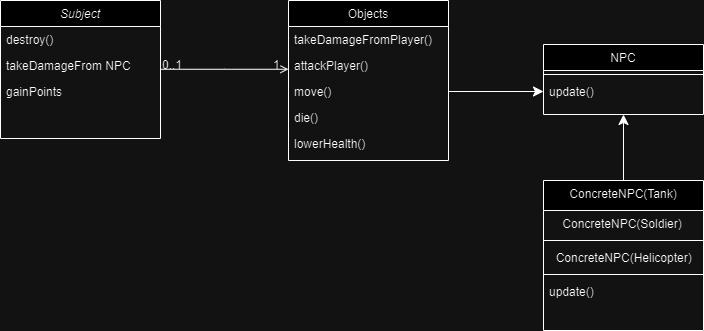 Subject
destroy()
takeDamageFrom NPC
gainPoints
0..1
1
Objects
takeDamageFromPlayer()
attackPlayer()
move()
die()
lowerHealth()
NPC
update()
ConcreteNPC(Tank)
ConcreteNPC(Soldier)
ConcreteNPC(Helicopter)
update()